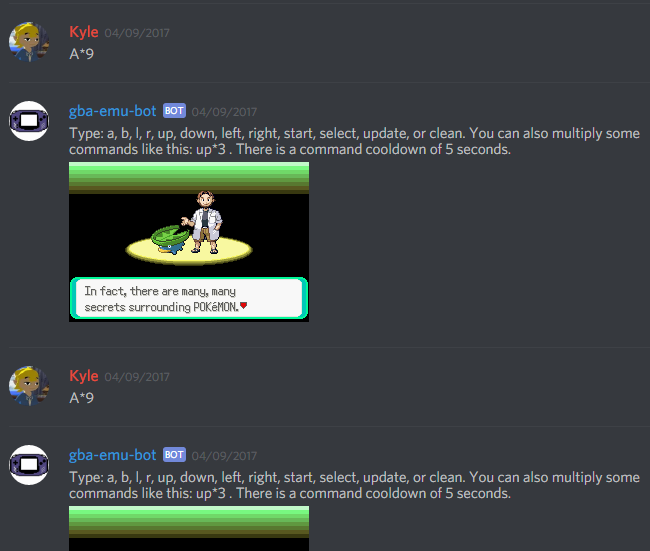 Kyle 04/09/2017
A*9
gba-emu-bot BOT 04/09/2017
Type: a, b, l, r, up, down, left, right, start, select, update, or clean. You can also multiply some
commands like this: up*3 . There is a command cooldown of 5 seconds.
In fact, there are many, many
secrets surrounding POKéMON.
Kyle 04/09/2017
A*9
gba-emu-bot BOT 04/09/2017
Type: a, b, l, r, up, down, left, right, start, select, update, or clean. You can also multiply some
commands like this: up*3 . There is a command cooldown of 5 seconds.